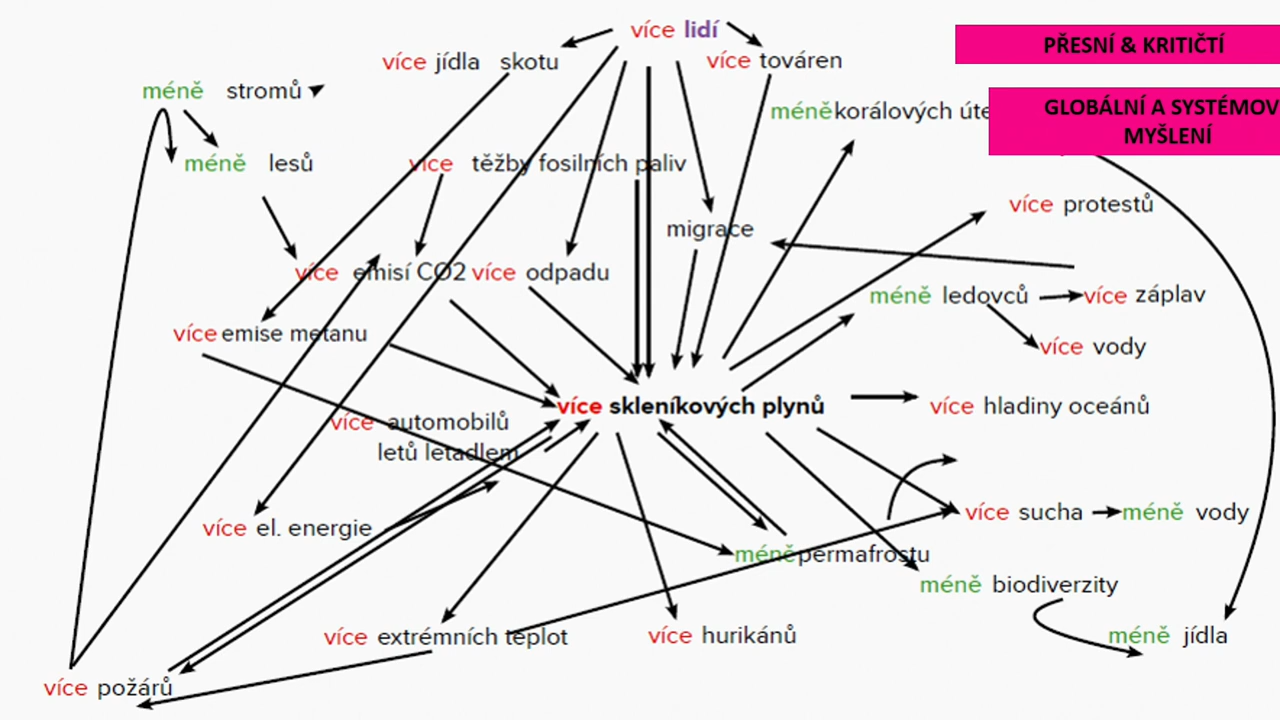 více lidí
PŘESNÍ & KRITIČTÍ
více jídla skotu
více továren
méně stromů
GLOBÁLNÍ A SYSTÉMOV
MYŠLENÍ
méně korálových úte
méně lesů
více těžby fosilních paliv
více protestů
migrace
více emisí CO2
více odpadu
méně ledovců
více záplav
více emise metanu
více vody
více skleníkových plynů
více hladiny oceánů
více automobilů
letů letadlem
více sucha
méně vody
více el. energie
méně permafrostu
méně biodiverzity
více extrémních teplot
více hurikánů
méně jídla
více požárů